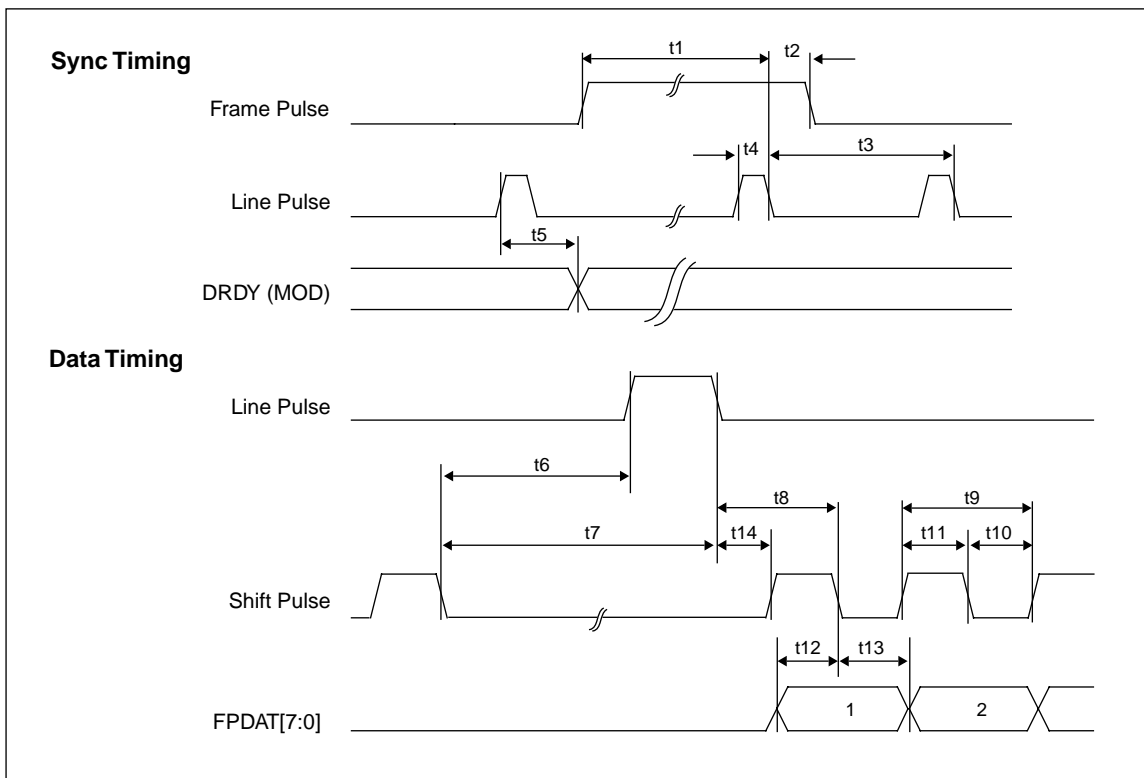 Sync Timing
t1
t2
Frame Pulse
t4
t3
Line Pulse
t5
DRDY (MOD)
Data Timing
Line Pulse
t6
t8
t9
t7
t14
t11
t10
Shift Pulse
t12
t13
FPDAT[7:0]
1
2